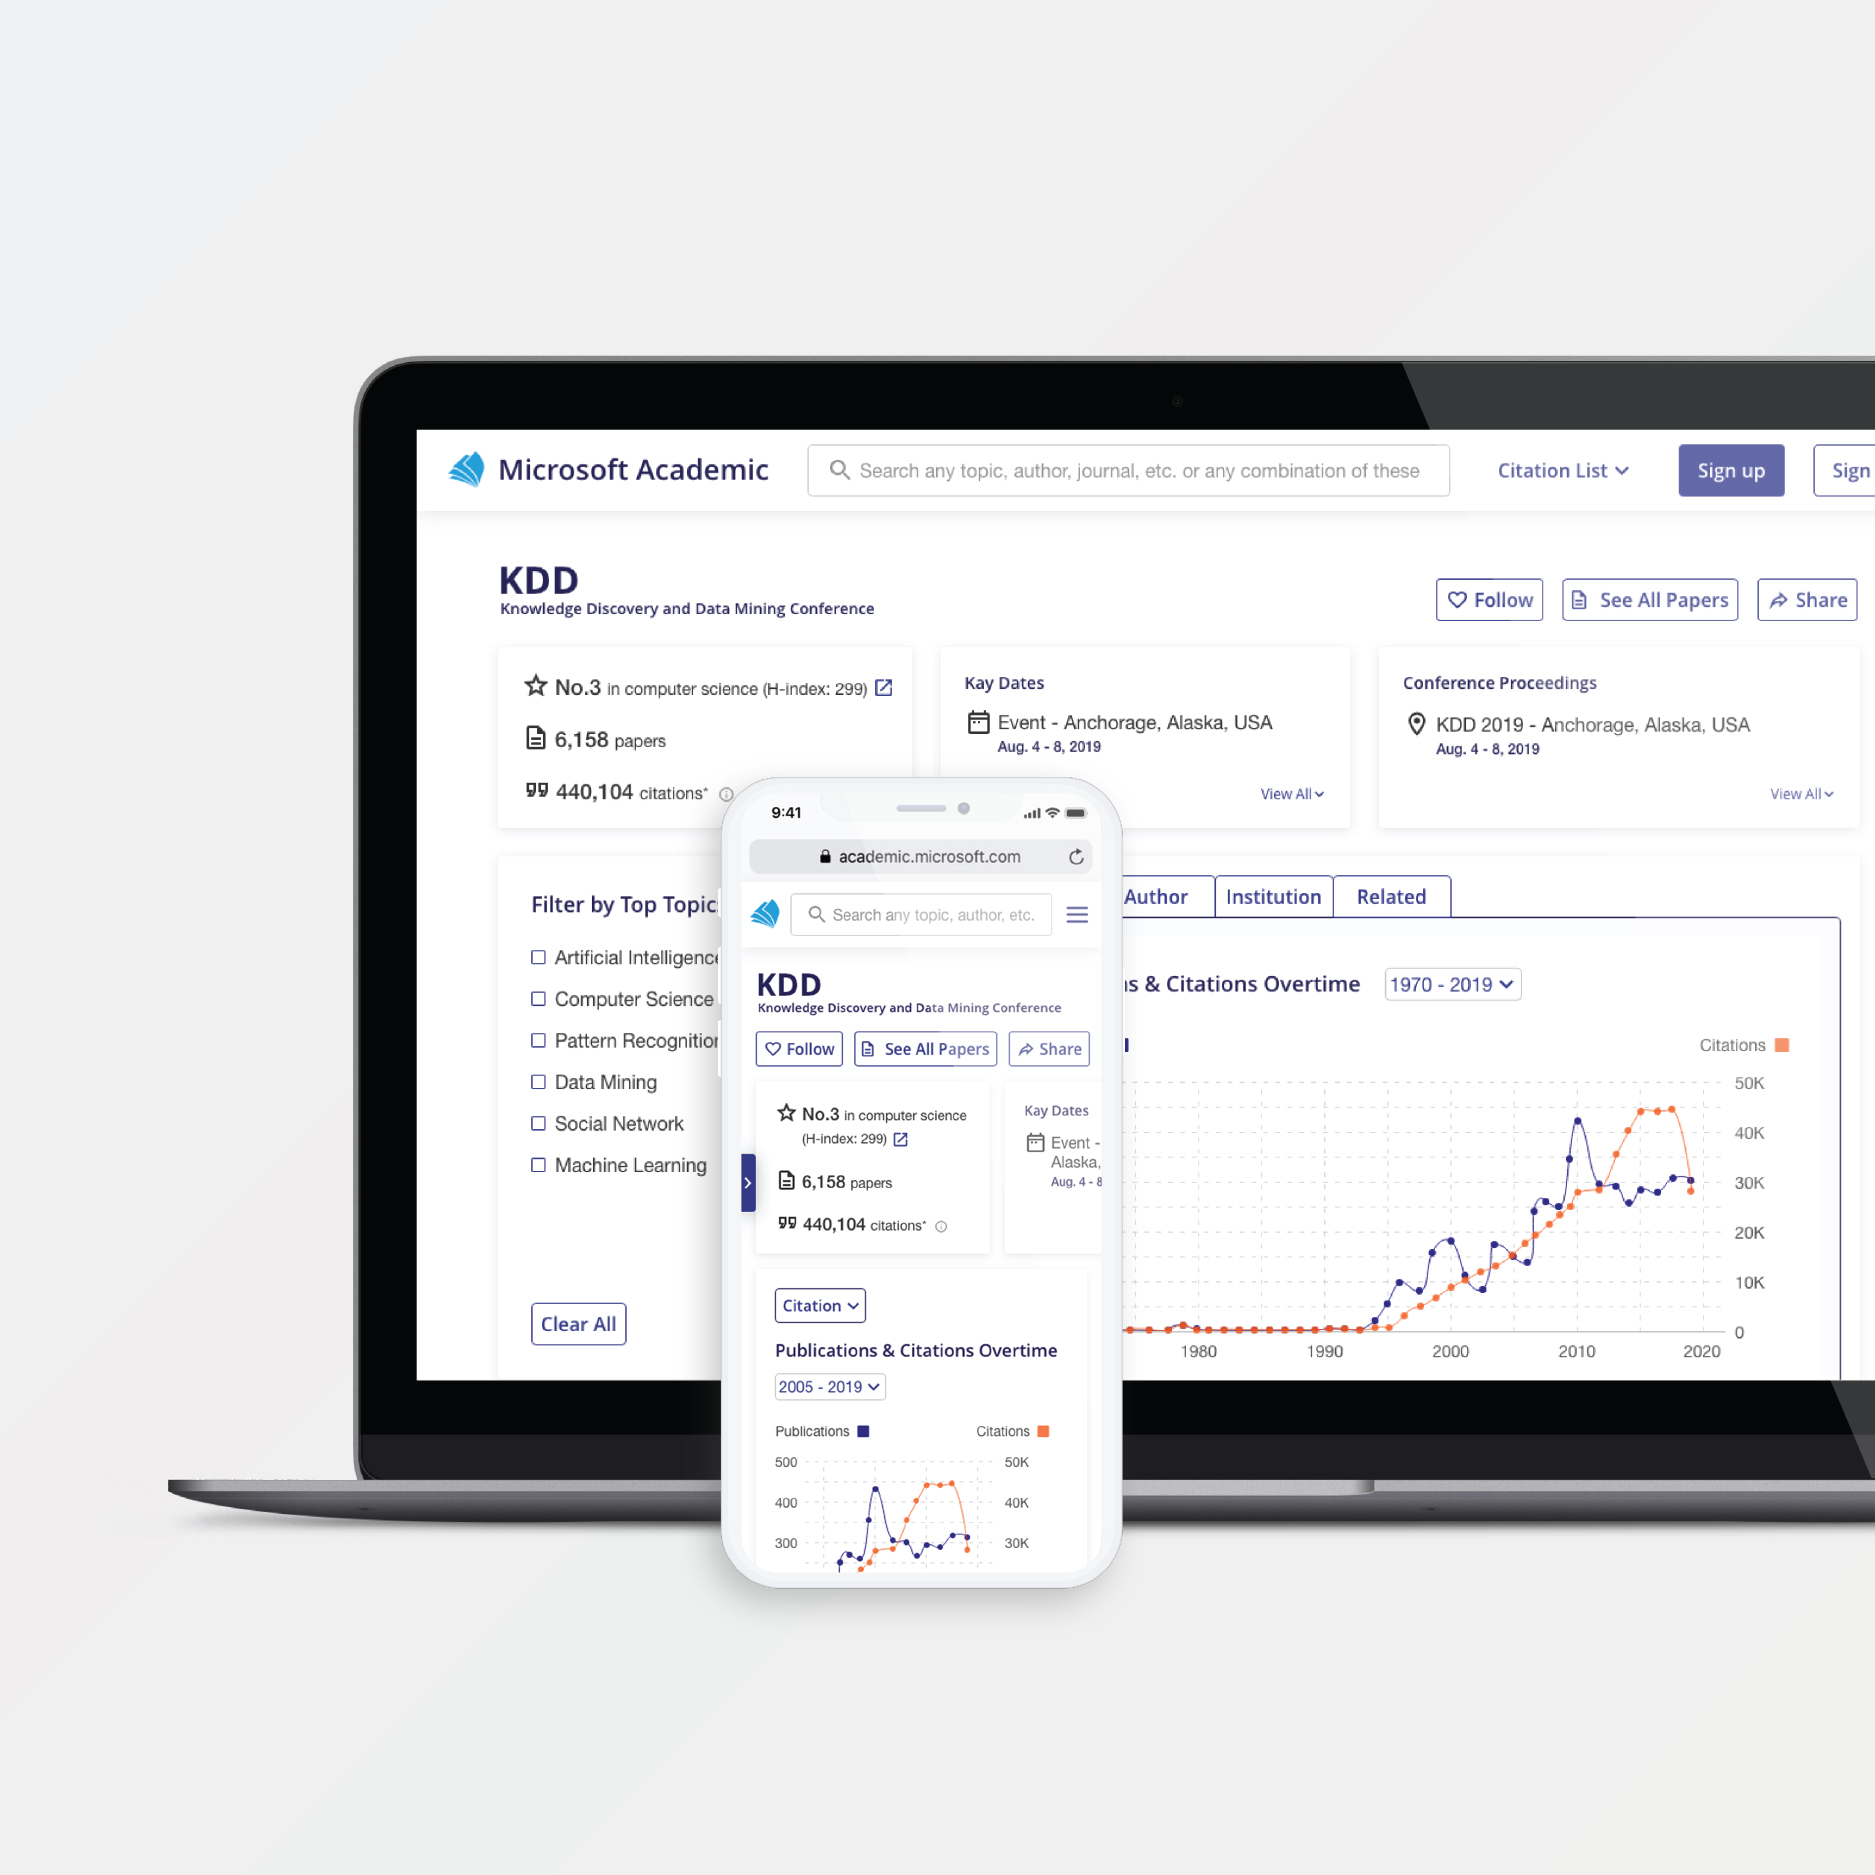 Microsoft Academic
Search any topic, author, journal, etc. or any combination of these
Citation List
Sign up
Sign
KDD
Knowledge Discovery and Data Mining Conference
Follow
See All Papers
Share
No.3 in computer science (H-index: 299)
6,158 papers
440,104 citations*
Kay Dates
Event - Anchorage, Alaska, USA
Aug. 4 - 8, 2019
View All
Conference Proceedings
KDD 2019 - Anchorage, Alaska, USA
Aug. 4 - 8, 2019
View All
Filter by Top Topic
Artificial Intelligence
Computer Science
Pattern Recognition
Data Mining
Social Network
Machine Learning
Clear All
Author
Institution
Related
& Citations Overtime
1970 - 2019
Citations
50K
40K
30K
20K
10K
0
1980 1990 2000 2010 2020
9:41
academic.microsoft.com
Search any topic, author, etc.
KDD
Knowledge Discovery and Data Mining Conference
Follow
See All Papers
Share
No.3 in computer science
(H-index: 299)
6,158 papers
440,104 citations*
Kay Dates
Event -
Alaska,
Aug. 4 - 8
Citation
Publications & Citations Overtime
2005 - 2019
Publications
Citations
500 50K
400 40K
300 30K